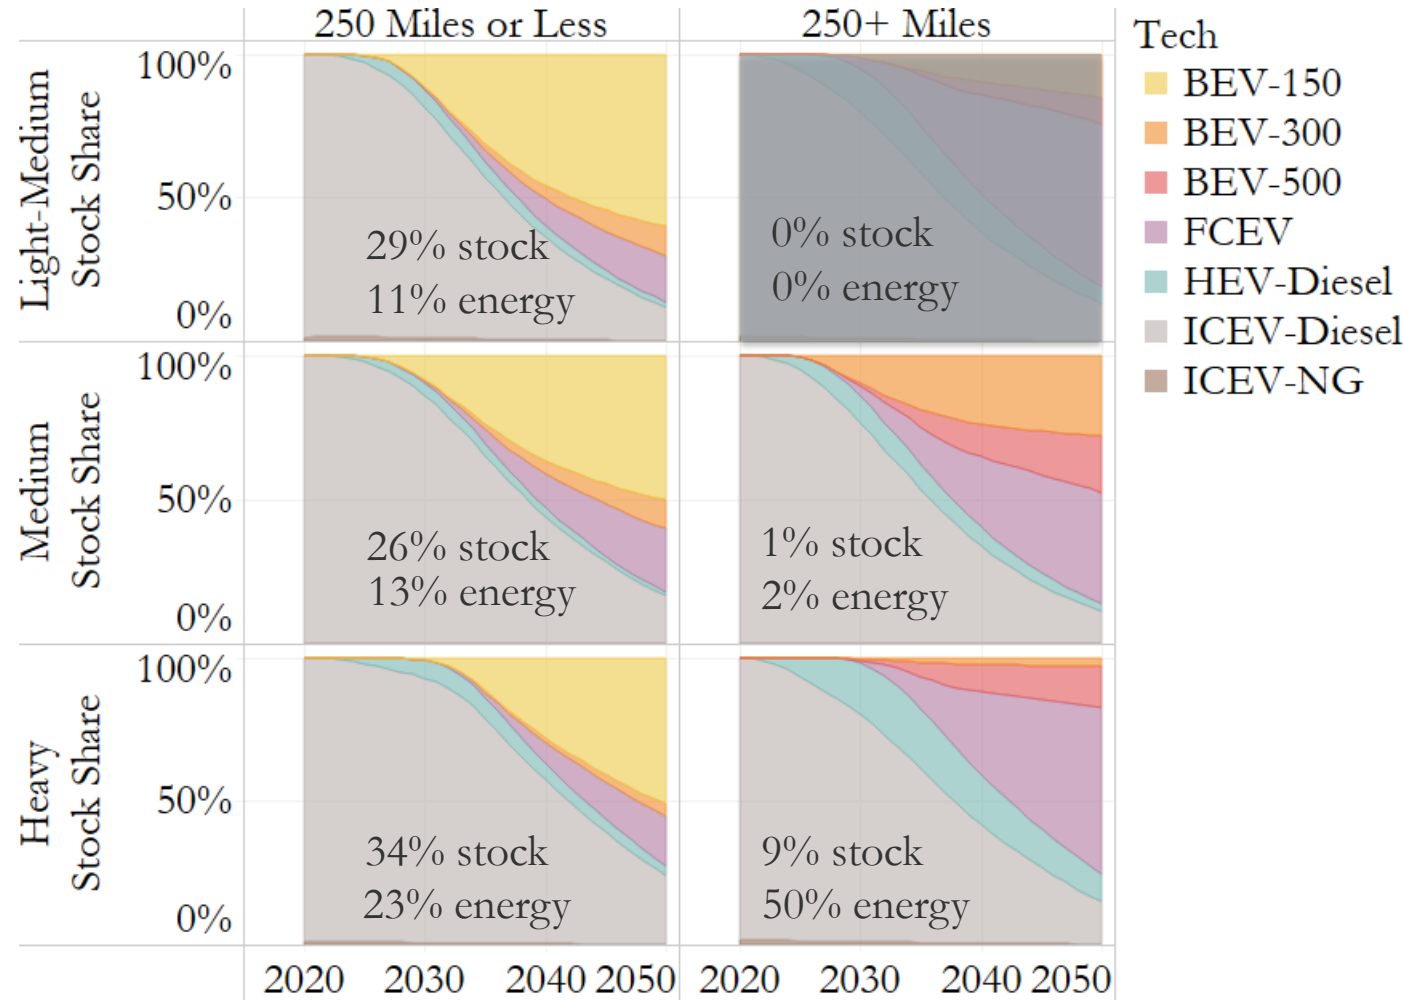 250 Miles or Less
250+ Miles
Tech
BEV-150
BEV-300
BEV-500
FCEV
HEV-Diesel
ICEV-Diesel
ICEV-NG
Light-Medium
Stock Share
100%
50%
0%
29% stock
11% energy
0% stock
0% energy
Medium
Stock Share
100%
50%
0%
26% stock
13% energy
1% stock
2% energy
Heavy
Stock Share
100%
50%
0%
34% stock
23% energy
9% stock
50% energy
2020 2030 2040 2050 2020 2030 2040 2050